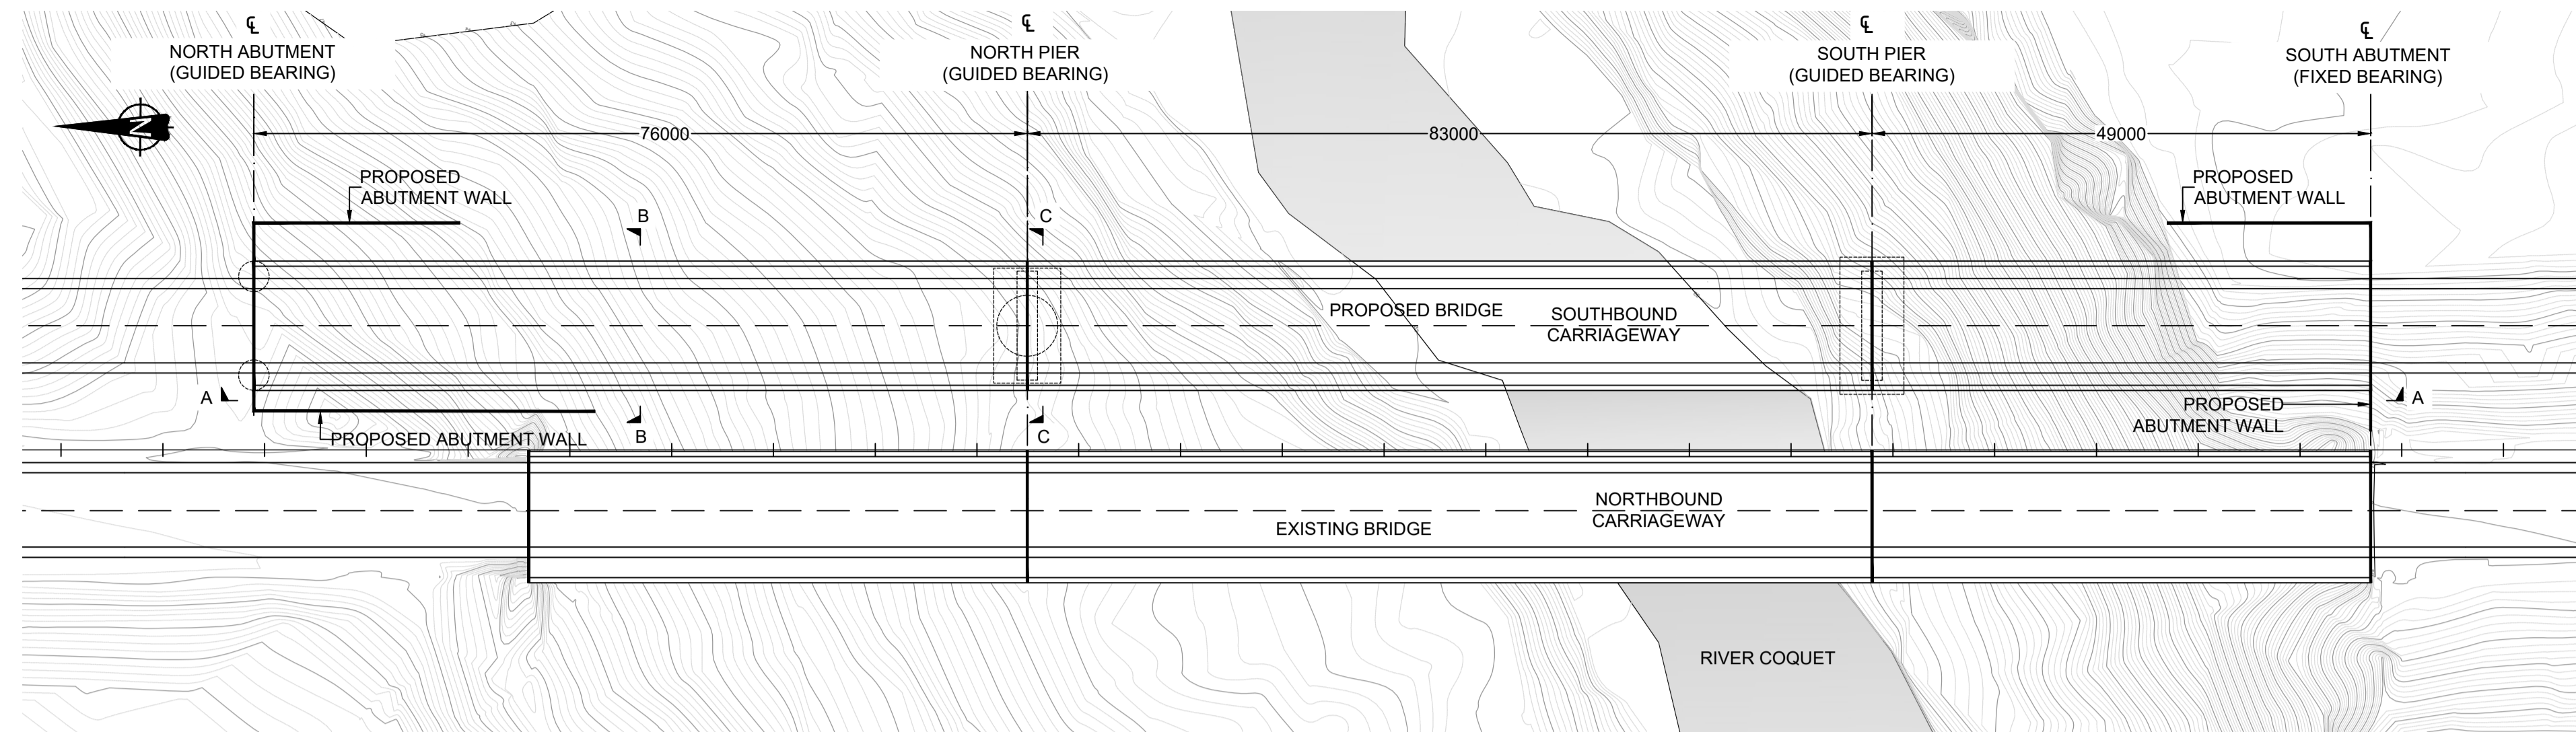 ℄
NORTH ABUTMENT
(GUIDED BEARING)
℄
NORTH PIER
(GUIDED BEARING)
℄
SOUTH PIER
(GUIDED BEARING)
℄
SOUTH ABUTMENT
(FIXED BEARING)
N
76000
83000
49000
PROPOSED
ABUTMENT WALL
B
C
PROPOSED
ABUTMENT WALL
PROPOSED BRIDGE
SOUTHBOUND
CARRIAGEWAY
A
A
PROPOSED
ABUTMENT WALL
PROPOSED ABUTMENT WALL
B
C
NORTHBOUND
CARRIAGEWAY
EXISTING BRIDGE
RIVER COQUET